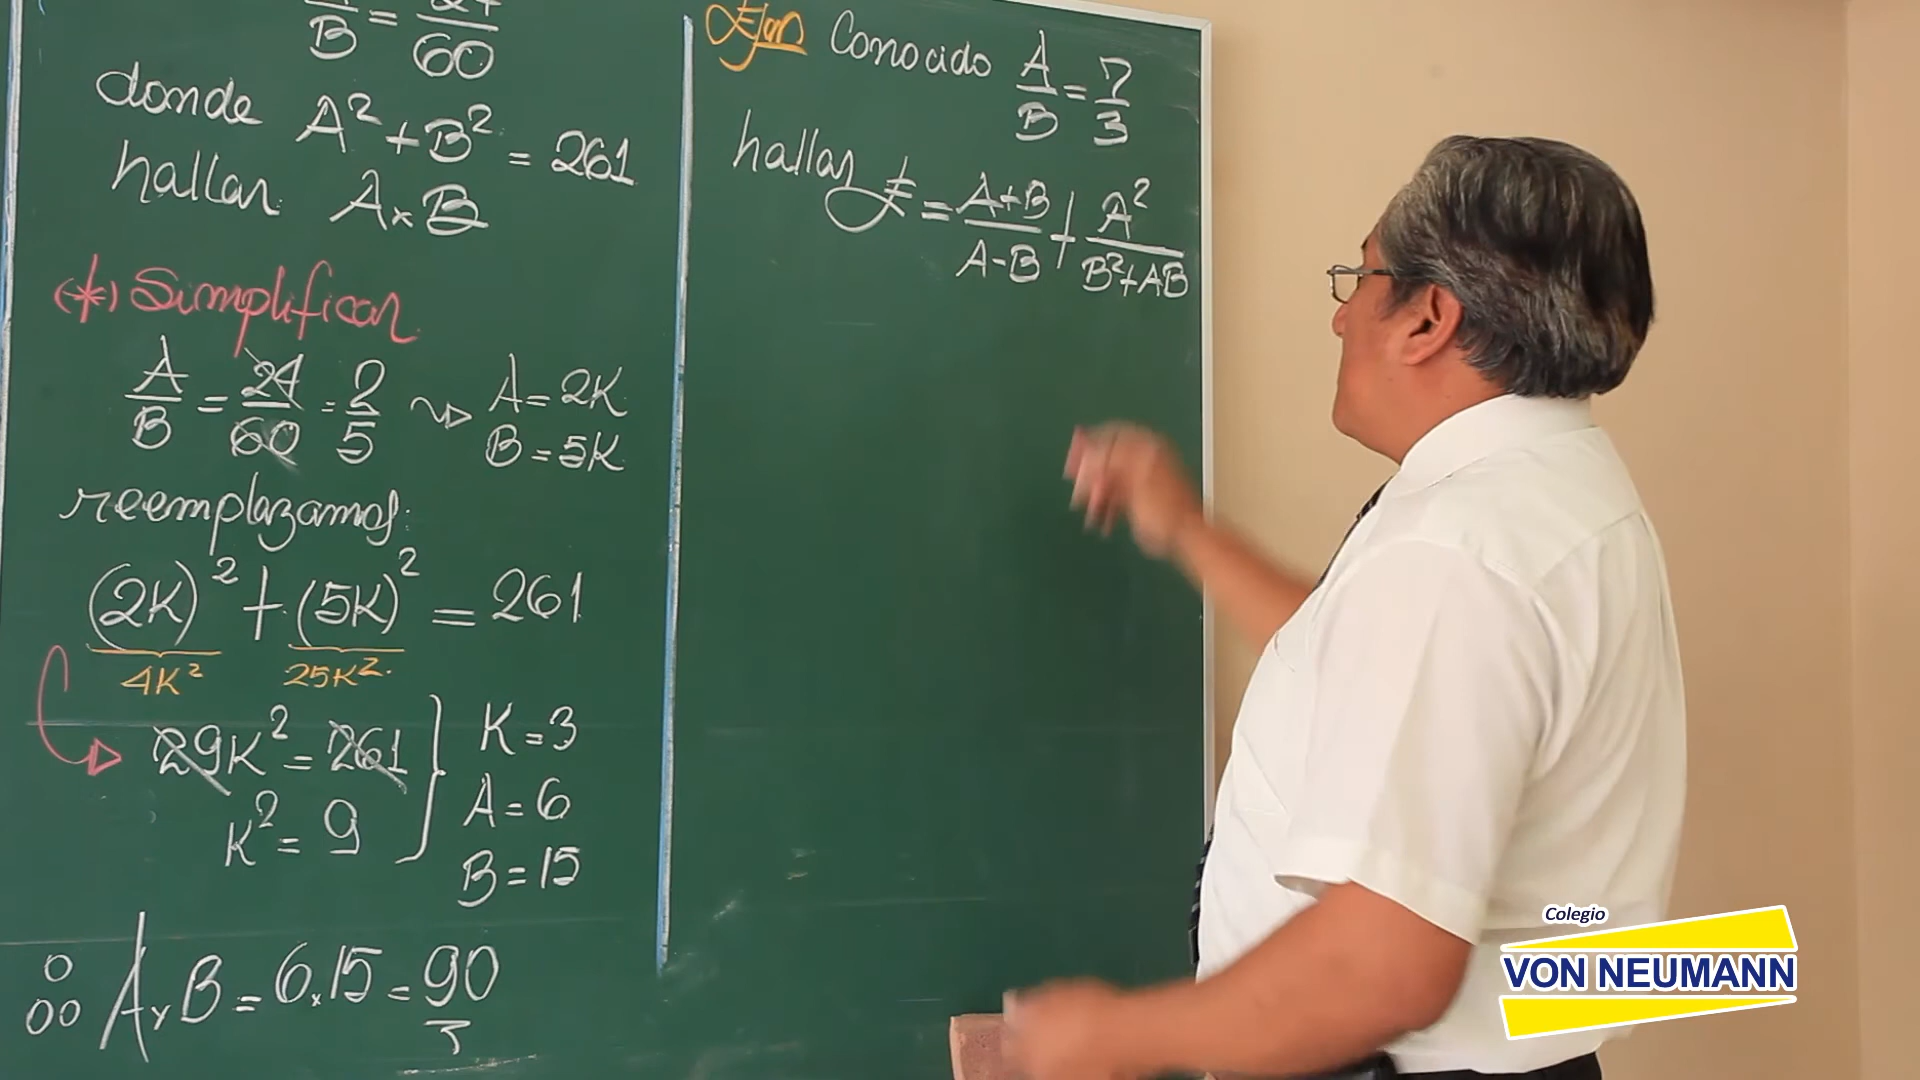 B = 60
donde A² + B² = 261
hallar A x B
(*) Simplificar
A/B = 24/60 = 2/5 → A = 2K
B = 5K
reemplazamos:
(2K)² + (5K)² = 261
4K² 25K²
29K² = 261
K² = 9
K = 3
A = 6
B = 15
∴ A x B = 6 x 15 = 90
Ejm Conocido A/B = 7/3
hallar E = A+B/A-B + A²/B²+AB
Colegio
VON NEUMANN